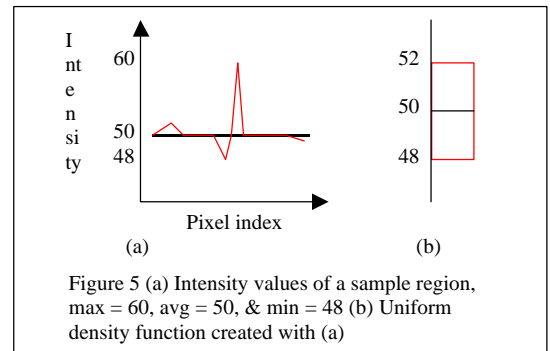 I
nt
e
n
si
ty
60
50
48
Pixel index
(a)
52
50
48
(b)
Figure 5 (a) Intensity values of a sample region,
max = 60, avg = 50, & min = 48 (b) Uniform
density function created with (a)